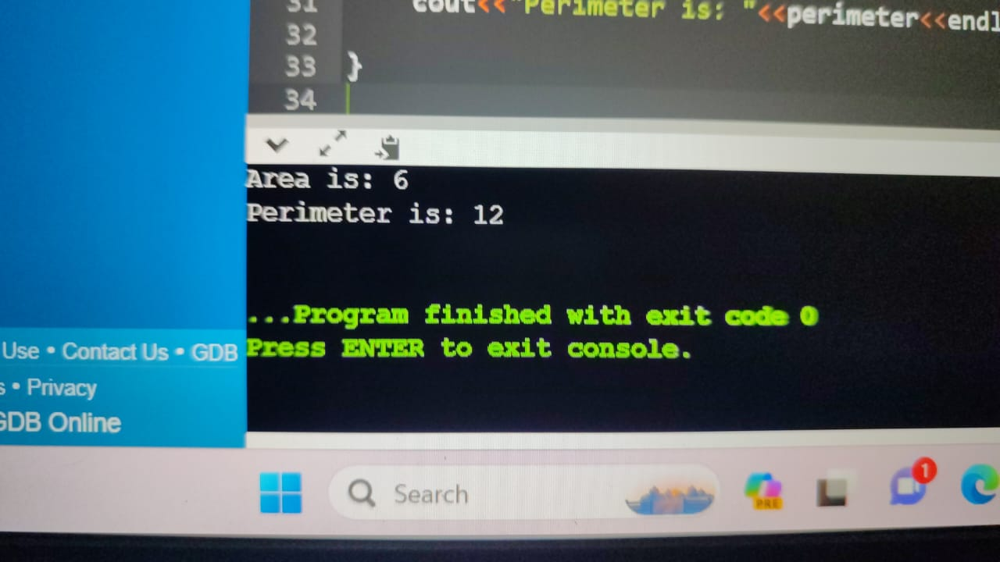 31 cout<<"Perimeter is: "<<perimeter<<endl
32
33 }
34
Area is: 6
Perimeter is: 12
...Program finished with exit code 0
Press ENTER to exit console.
Use • Contact Us • GDB
s • Privacy
GDB Online
Search
PRE
1